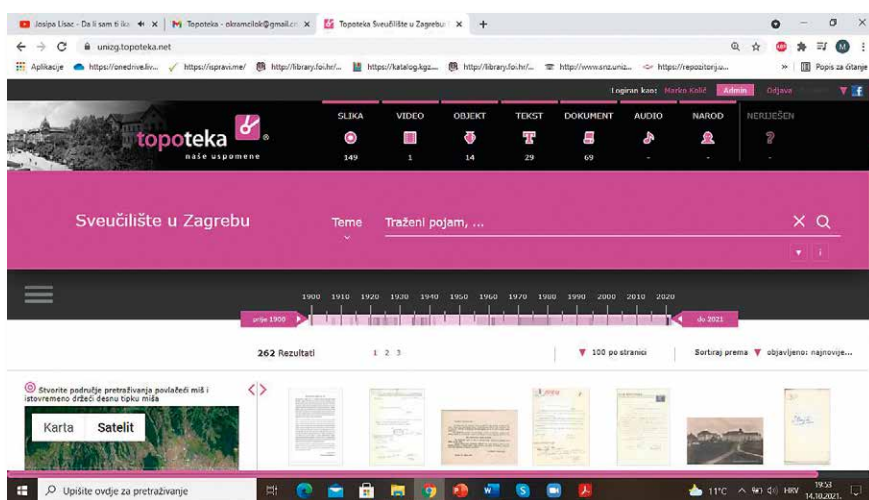 Josipa Lisac - Da li sam ti ika
Topoteka - okramcilok@gmail.c
Topoteka Sveučilište u Zagrebu
unizg.topoteka.net
Aplikacije https://onedrive.liv... https://ispravi.me/ http://library.foi.hr/... https://katalog.kgz.... http://library.foi.hr/... http://www.snz.uniz... https://repozitorij.u... » Popis za čitanje
Logiran kao: Marko Kolić Admin Odjava
SLIKA VIDEO OBJEKT TEKST DOKUMENT AUDIO NAROD NERIJEŠEN
topoteka ®
naše uspomene
149 1 14 29 69 - - -
Sveučilište u Zagrebu Teme Traženi pojam, ...
1900 1910 1920 1930 1940 1950 1960 1970 1980 1990 2000 2010 2020
prije 1900 do 2021
262 Rezultati 1 2 3 100 po stranici Sortiraj prema objavljeno: najnovije...
Stvorite područje pretraživanja povlačeći miš i
istovremeno držeći desnu tipku miša
Karta Satelit
Upišite ovdje za pretraživanje
11°C HRV 19:53
14.10.2021.